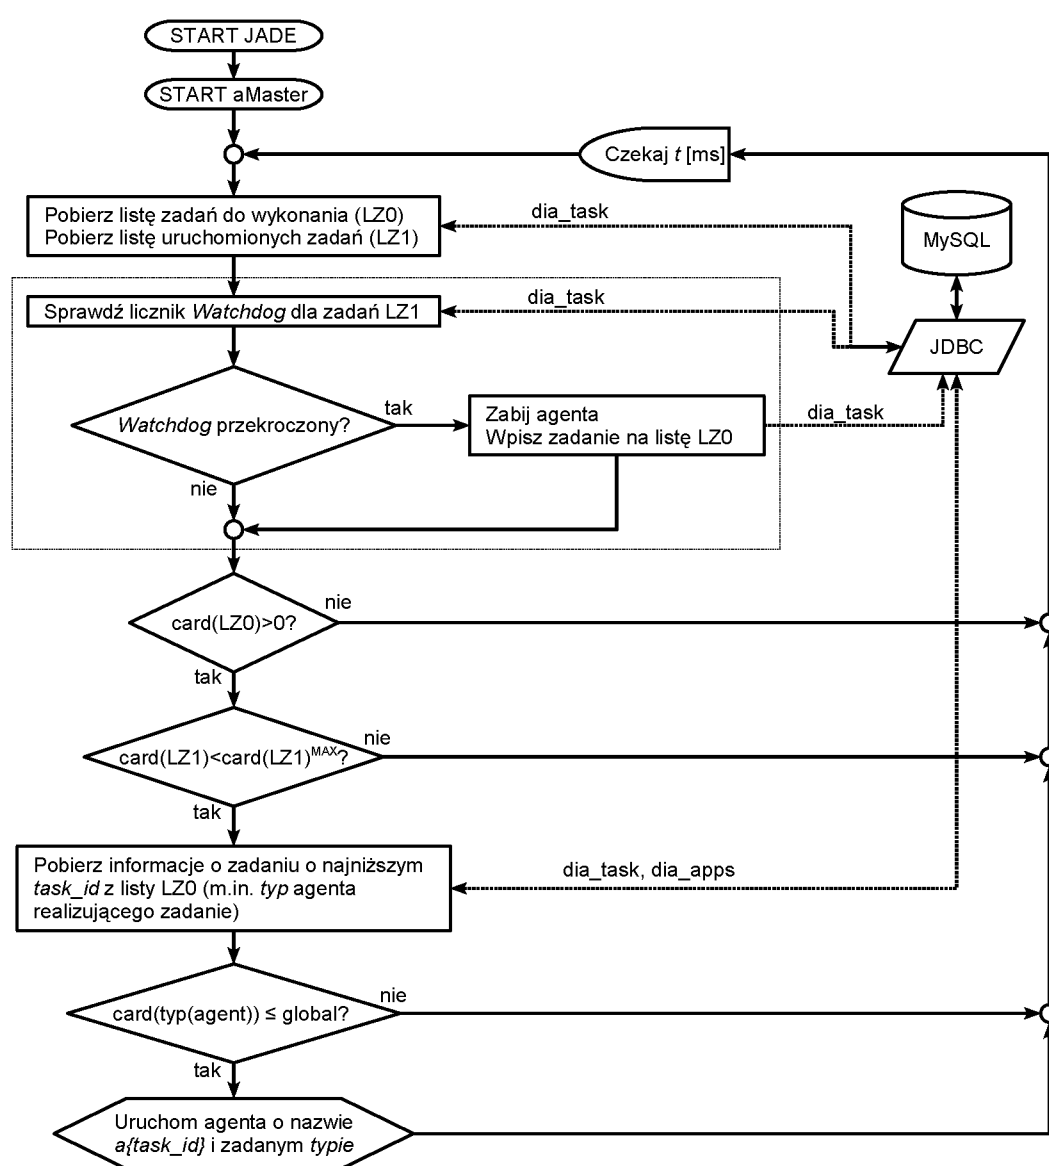 START JADE
START aMaster
Czekaj t [ms]
Pobierz listę zadań do wykonania (LZ0)
Pobierz listę uruchomionych zadań (LZ1)
dia_task
MySQL
Sprawdź licznik Watchdog dla zadań LZ1
dia_task
JDBC
Watchdog przekroczony?
tak
Zabij agenta
Wpisz zadanie na listę LZ0
dia_task
nie
card(LZ0)>0?
nie
tak
card(LZ1)<card(LZ1)^MAX?
nie
tak
Pobierz informacje o zadaniu o najniższym
task_id z listy LZ0 (m.in. typ agenta
realizującego zadanie)
dia_task, dia_apps
card(typ(agent)) ≤ global?
nie
tak
Uruchom agenta o nazwie
a{task_id} i zadanym typie